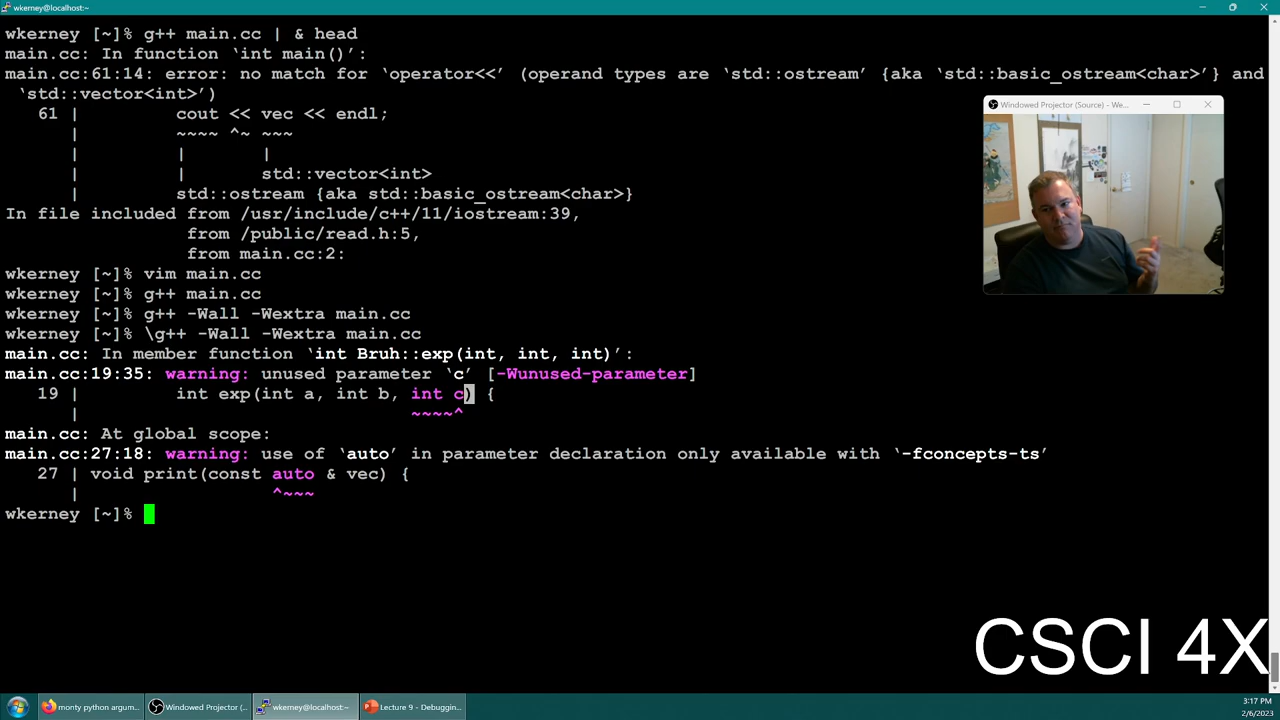 wkerney@localhost:~
wkerney [~]% g++ main.cc | & head
main.cc: In function ‘int main()’:
main.cc:61:14: error: no match for ‘operator<<’ (operand types are ‘std::ostream’ {aka ‘std::basic_ostream<char>’} and
‘std::vector<int>’)
61 | cout << vec << endl;
| ~~~~ ^~ ~~~
| | |
| | std::vector<int>
| std::ostream {aka std::basic_ostream<char>}
In file included from /usr/include/c++/11/iostream:39,
from /public/read.h:5,
from main.cc:2:
wkerney [~]% vim main.cc
wkerney [~]% g++ main.cc
wkerney [~]% g++ -Wall -Wextra main.cc
wkerney [~]% \g++ -Wall -Wextra main.cc
main.cc: In member function ‘int Bruh::exp(int, int, int)’:
main.cc:19:35: warning: unused parameter ‘c’ [-Wunused-parameter]
19 | int exp(int a, int b, int c) {
| ~~~~^
main.cc: At global scope:
main.cc:27:18: warning: use of ‘auto’ in parameter declaration only available with ‘-fconcepts-ts’
27 | void print(const auto & vec) {
| ^~~~
wkerney [~]%
Windowed Projector (Source) - We...
CSCI 4X
monty python argum...
Windowed Projector (...
wkerney@localhost:~
Lecture 9 - Debuggin...
3:17 PM
2/6/2023